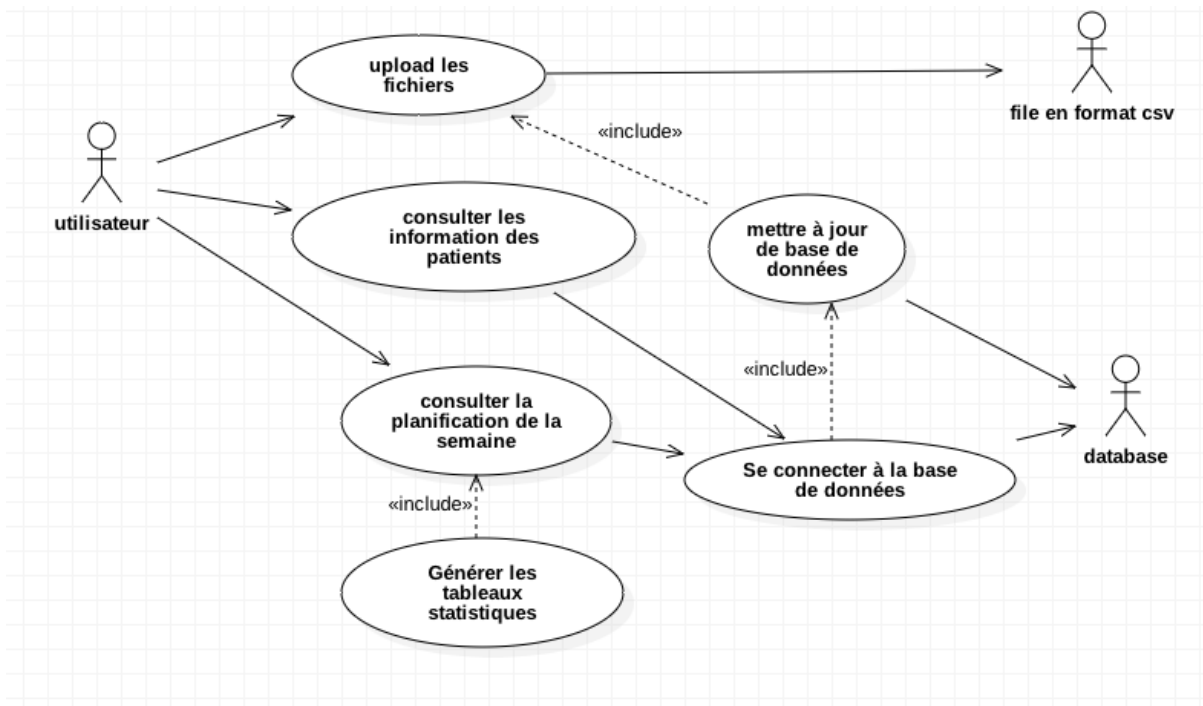 upload les
fichiers
file en format csv
«include»
utilisateur
consulter les
information des
patients
mettre à jour
de base de
données
«include»
consulter la
planification de la
semaine
database
Se connecter à la base
de données
«include»
Générer les
tableaux
statistiques